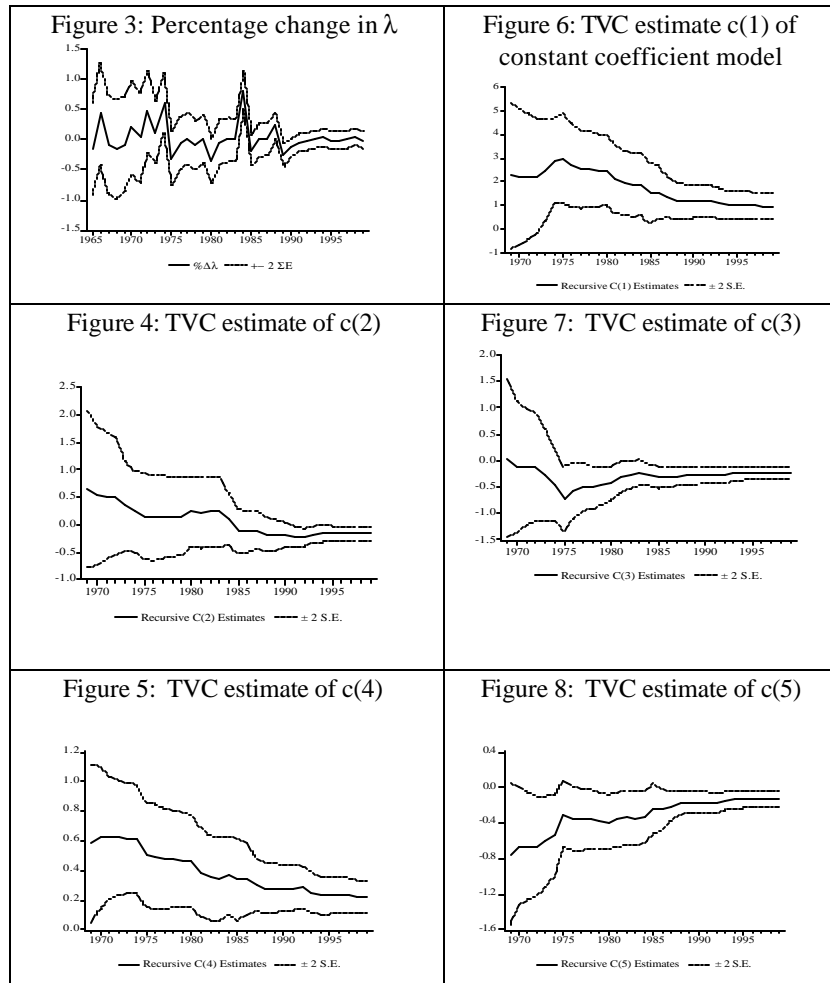 Figure 3: Percentage change in λ
1.5
1.0
0.5
0.0
-0.5
-1.0
-1.5
1965 1970 1975 1980 1985 1990 1995
%Δλ +− 2 ΣE
Figure 6: TVC estimate c(1) of
constant coefficient model
6
5
4
3
2
1
0
-1
1970 1975 1980 1985 1990 1995
Recursive C(1) Estimates ± 2 S.E.
Figure 4: TVC estimate of c(2)
2.5
2.0
1.5
1.0
0.5
0.0
-0.5
-1.0
1970 1975 1980 1985 1990 1995
Recursive C(2) Estimates ± 2 S.E.
Figure 7: TVC estimate of c(3)
2.0
1.5
1.0
0.5
0.0
-0.5
-1.0
-1.5
1970 1975 1980 1985 1990 1995
Recursive C(3) Estimates ± 2 S.E.
Figure 5: TVC estimate of c(4)
1.2
1.0
0.8
0.6
0.4
0.2
0.0
1970 1975 1980 1985 1990 1995
Recursive C(4) Estimates ± 2 S.E.
Figure 8: TVC estimate of c(5)
0.4
0.0
-0.4
-0.8
-1.2
-1.6
1970 1975 1980 1985 1990 1995
Recursive C(5) Estimates ± 2 S.E.